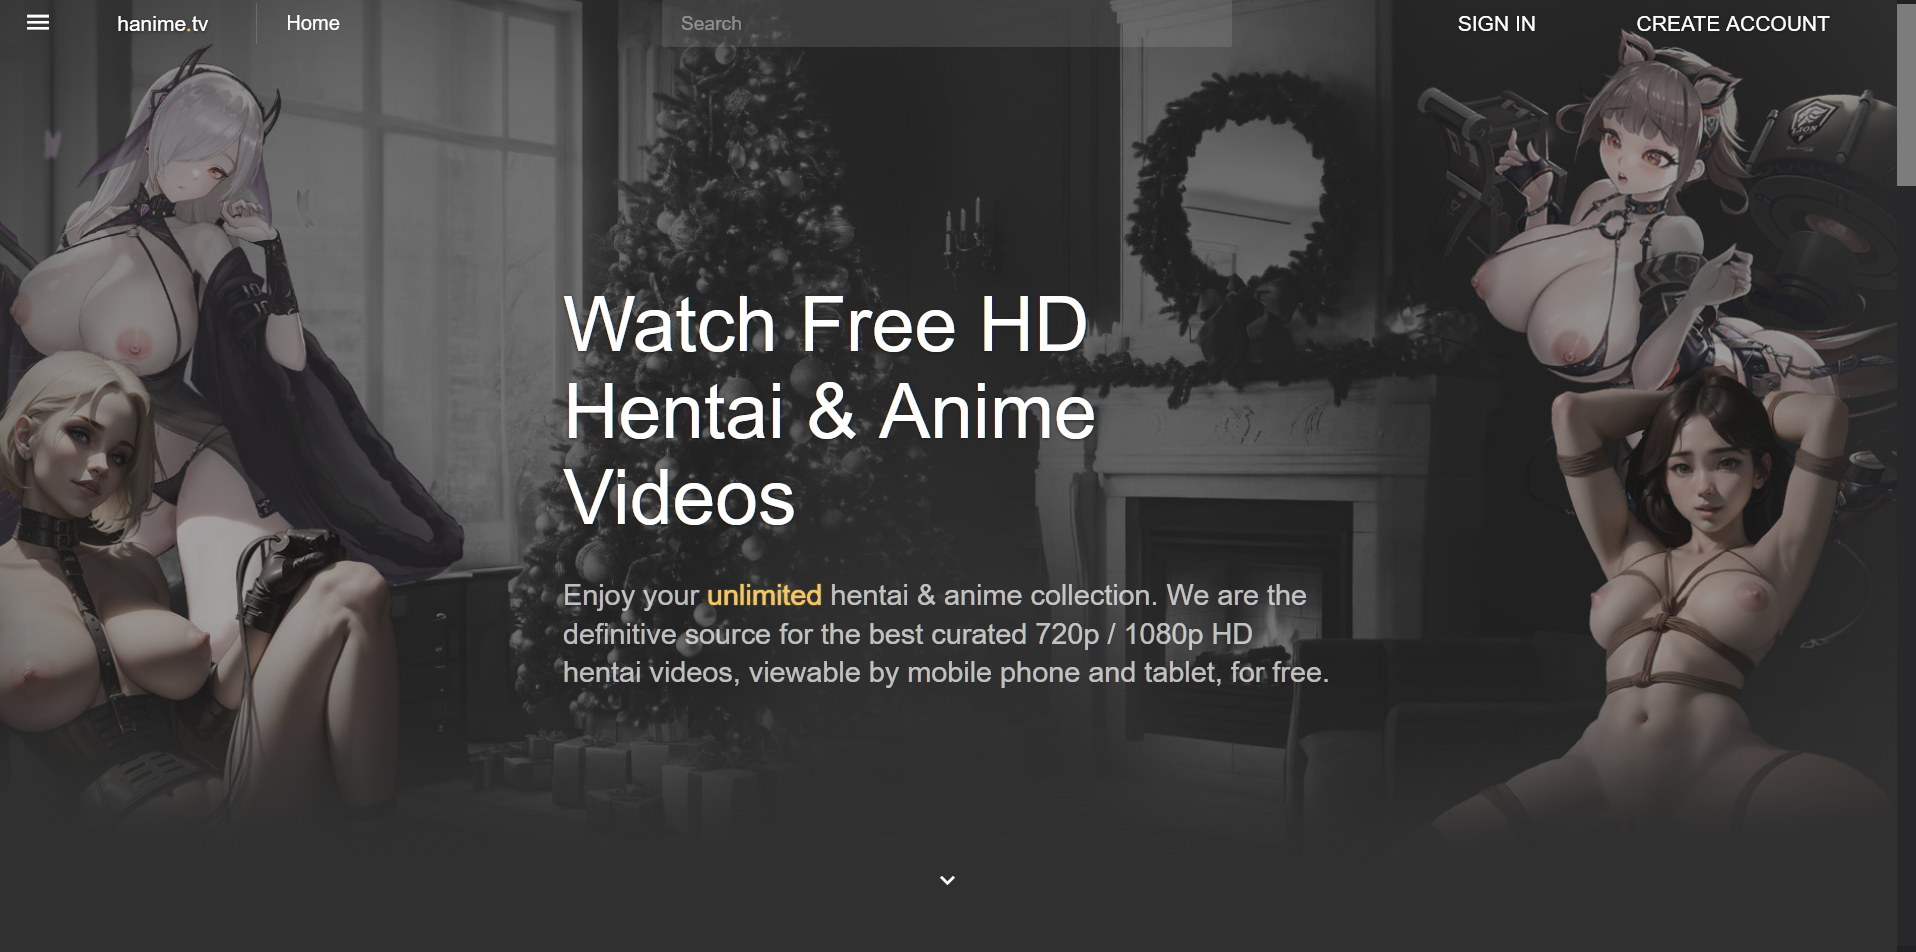 hanime.tv
Home
Search
SIGN IN
CREATE ACCOUNT
LION
Watch Free HD
Hentai & Anime
Videos
Enjoy your unlimited hentai & anime collection. We are the
definitive source for the best curated 720p / 1080p HD
hentai videos, viewable by mobile phone and tablet, for free.